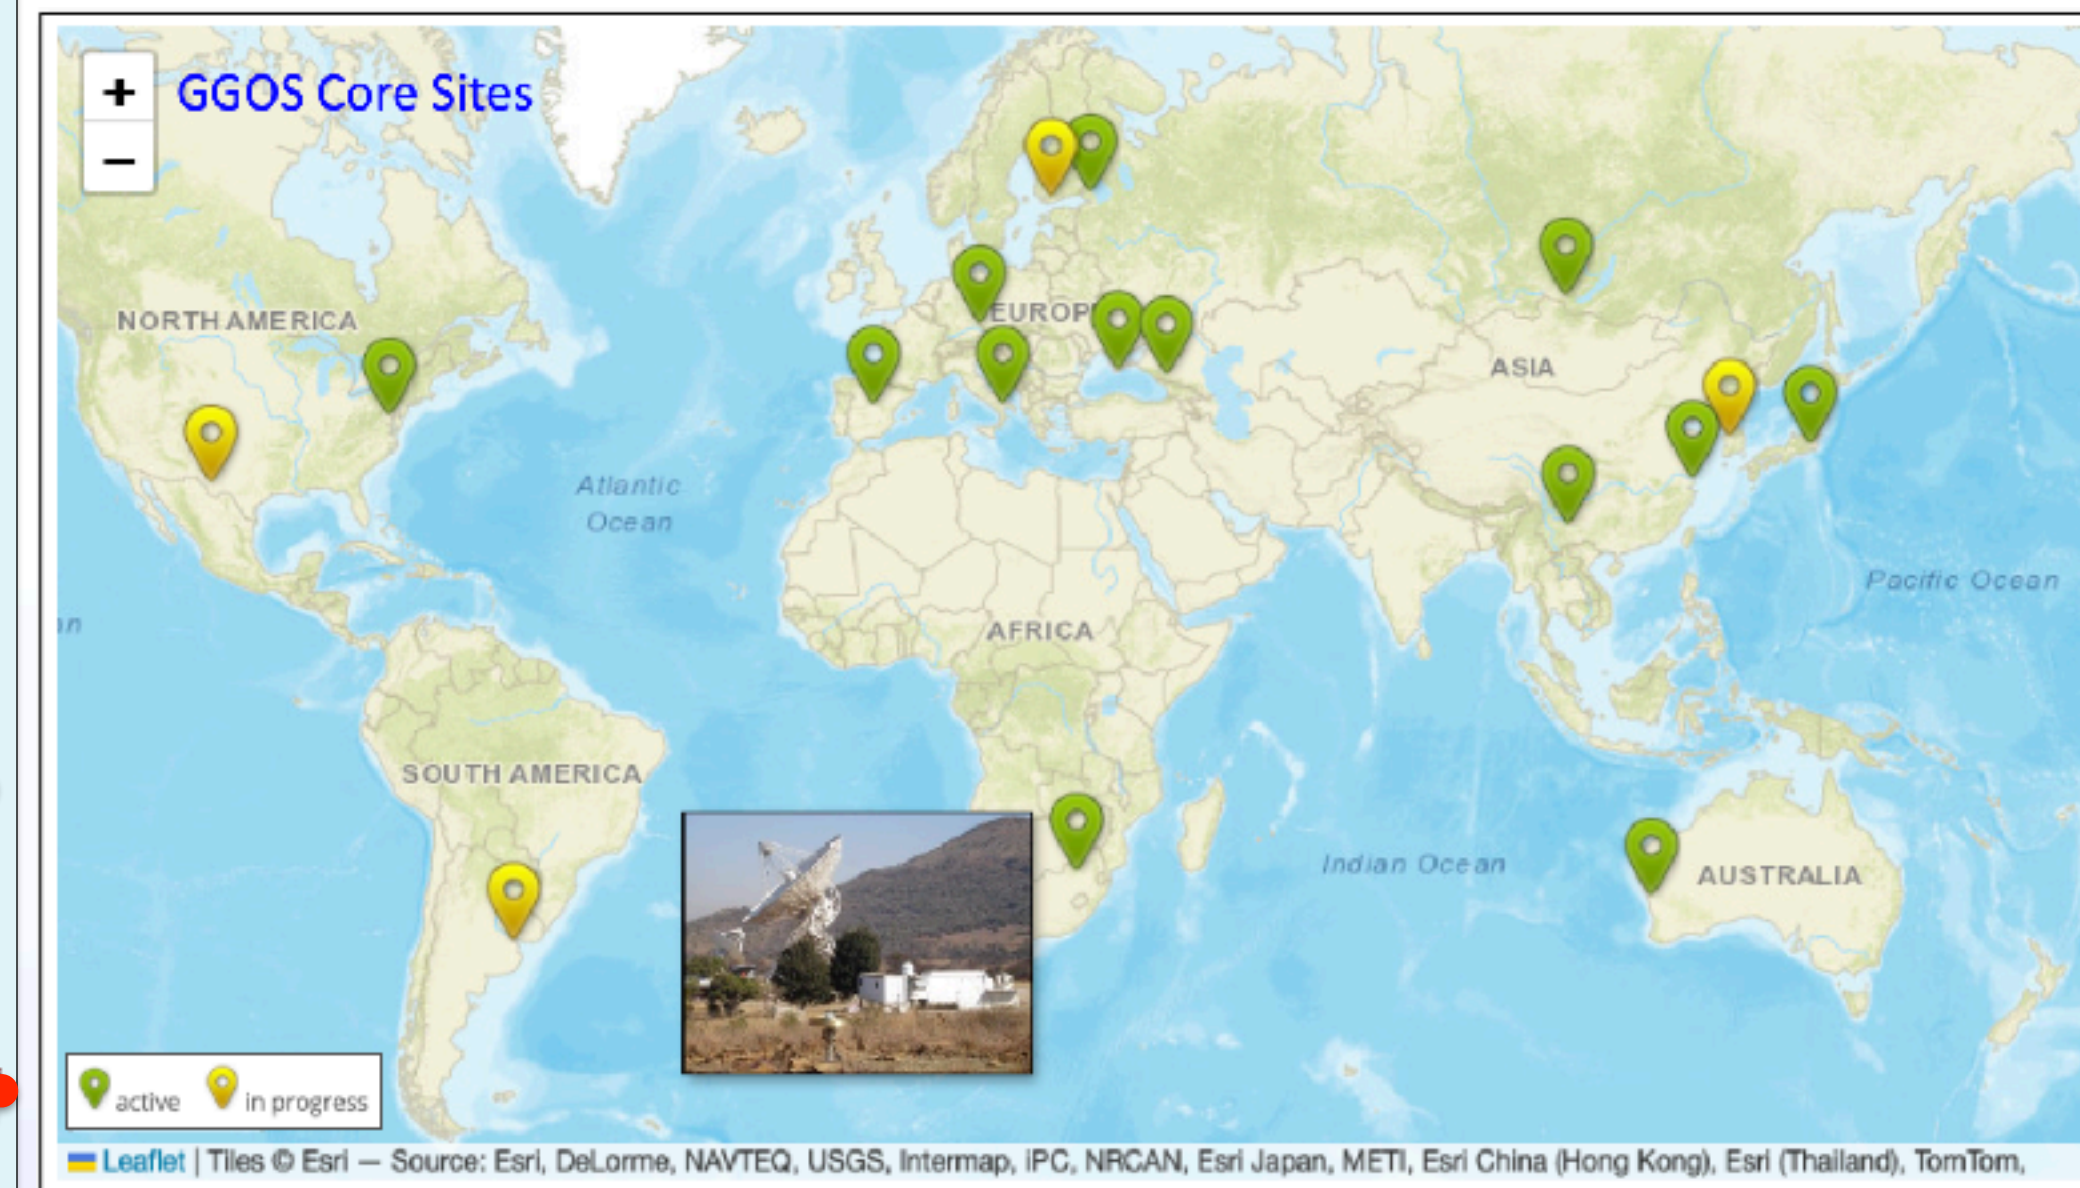 +
GGOS Core Sites
−
NORTH AMERICA
EUROP
ASIA
Atlantic
Ocean
Pacific Ocean
AFRICA
SOUTH AMERICA
Indian Ocean
AUSTRALIA
active
in progress
Leaflet | Tiles © Esri — Source: Esri, DeLorme, NAVTEQ, USGS, Intermap, iPC, NRCAN, Esri Japan, METI, Esri China (Hong Kong), Esri (Thailand), TomTom,